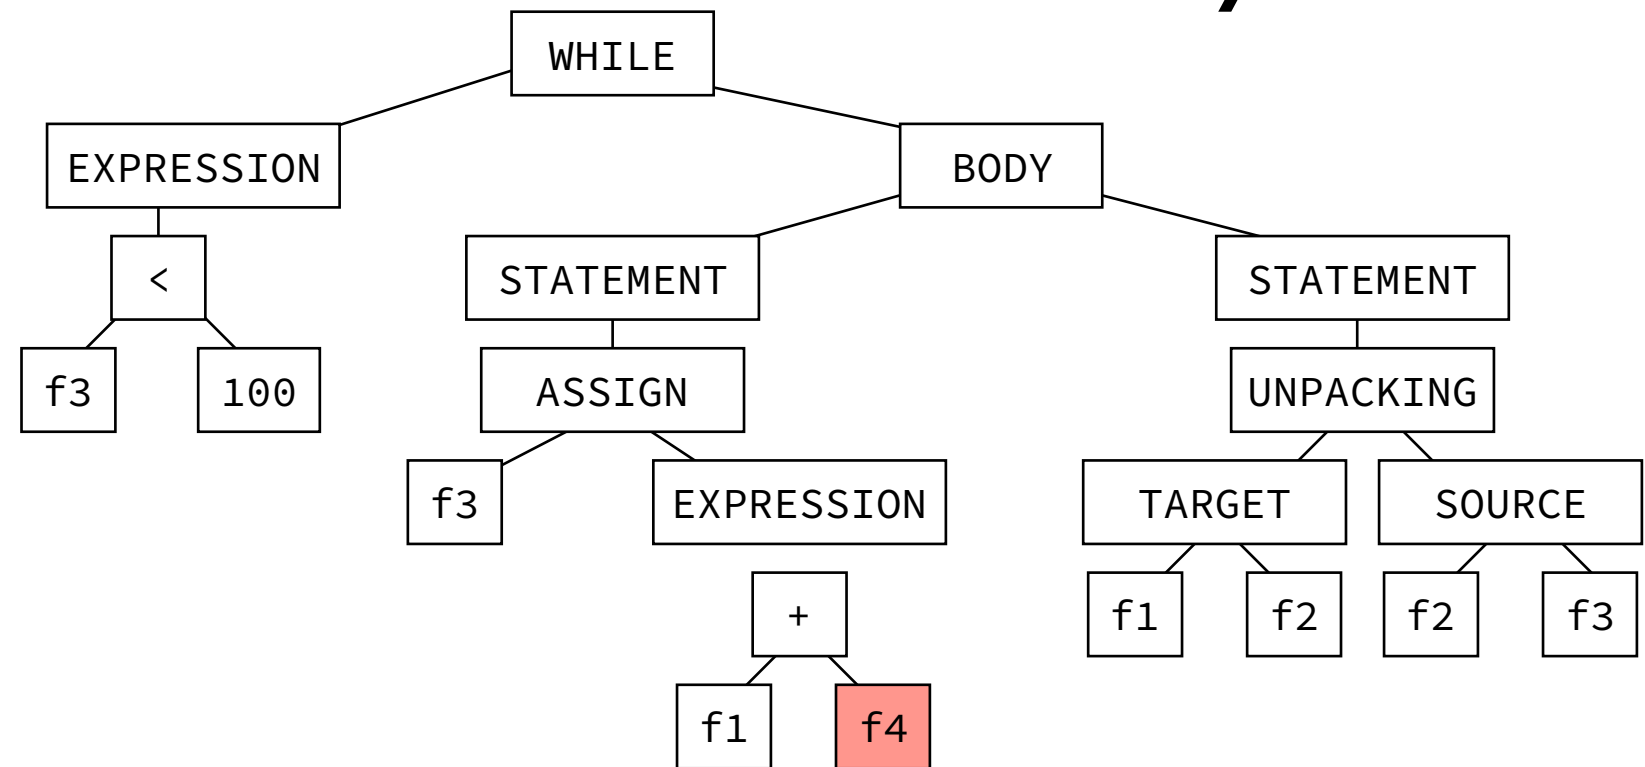 WHILE
EXPRESSION
BODY
<
STATEMENT
STATEMENT
f3
100
ASSIGN
UNPACKING
f3
EXPRESSION
TARGET
SOURCE
+
f1
f2
f2
f3
f1
f4